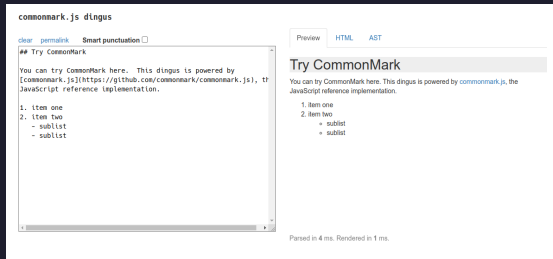 commonmark.js dingus
clear permalink Smart punctuation
## Try CommonMark
You can try CommonMark here.  This dingus is powered by
[commonmark.js](https://github.com/commonmark/commonmark.js), th
JavaScript reference implementation.
1. item one
2. item two
   - sublist
   - sublist
Preview HTML AST
Try CommonMark
You can try CommonMark here. This dingus is powered by commonmark.js, the
JavaScript reference implementation.
1. item one
2. item two
sublist
sublist
Parsed in 4 ms. Rendered in 1 ms.